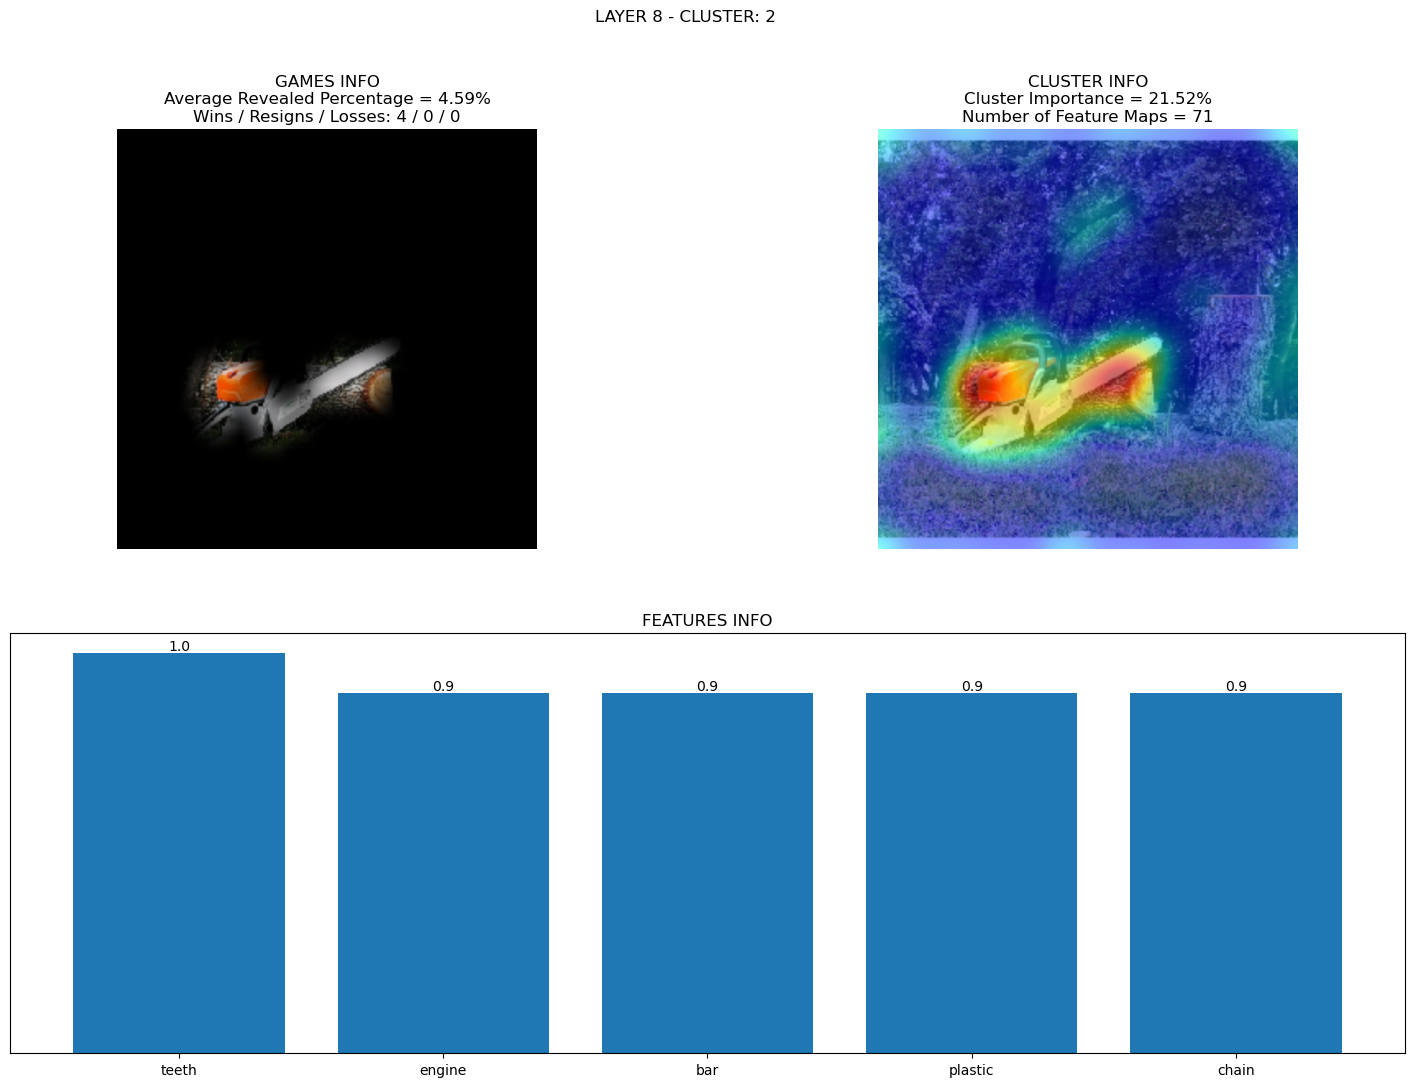 LAYER 8 - CLUSTER: 2
GAMES INFO
Average Revealed Percentage = 4.59%
Wins / Resigns / Losses: 4 / 0 / 0
CLUSTER INFO
Cluster Importance = 21.52%
Number of Feature Maps = 71
FEATURES INFO
1.0
0.9
0.9
0.9
0.9
teeth
engine
bar
plastic
chain